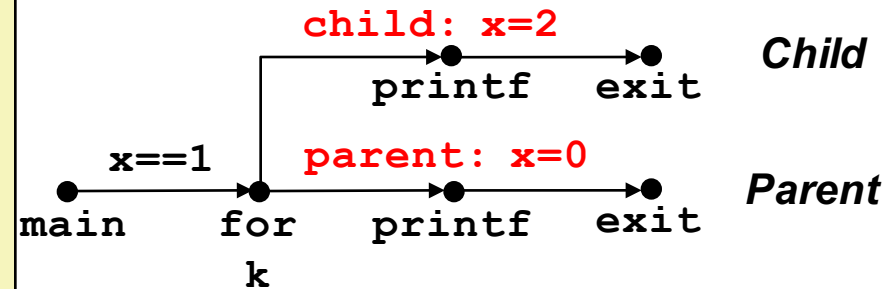 child: x=2
Child
printf exit
x==1 parent: x=0
Parent
main for printf exit
k